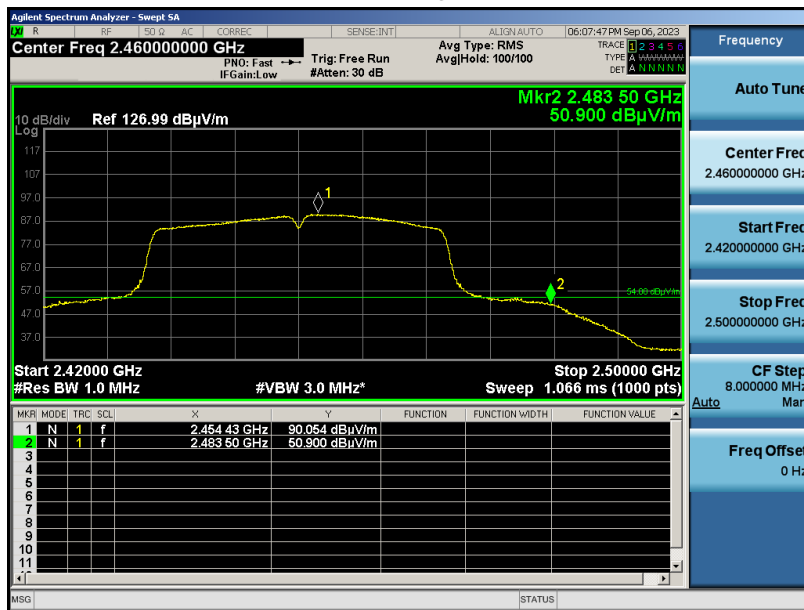 Agilent Spectrum Analyzer - Swept SA
LXI R RF 50 Ω AC CORREC SENSE:INT ALIGN AUTO 06:07:47 PM Sep 06, 2023
Center Freq 2.460000000 GHz
PNO: Fast
IFGain:Low
Trig: Free Run
#Atten: 30 dB
Avg Type: RMS
Avg|Hold: 100/100
TRACE 1 2 3 4 5 6
TYPE A WWWWW
DET A N N N N N
Mkr2 2.483 50 GHz
50.900 dBµV/m
10 dB/div Ref 126.99 dBµV/m
Log
117
107
97.0
87.0
77.0
67.0
57.0
47.0
37.0
1
2
54.00 dBµV/m
Start 2.42000 GHz Stop 2.50000 GHz
#Res BW 1.0 MHz #VBW 3.0 MHz* Sweep 1.066 ms (1000 pts)
MKR MODE TRC SCL X Y FUNCTION FUNCTION WIDTH FUNCTION VALUE
1 N 1 f 2.454 43 GHz 90.054 dBµV/m
2 N 1 f 2.483 50 GHz 50.900 dBµV/m
3
4
5
6
7
8
9
10
11
MSG STATUS
Frequency
Auto Tune
Center Freq
2.460000000 GHz
Start Freq
2.420000000 GHz
Stop Freq
2.500000000 GHz
CF Step
8.000000 MHz
Auto Man
Freq Offset
0 Hz